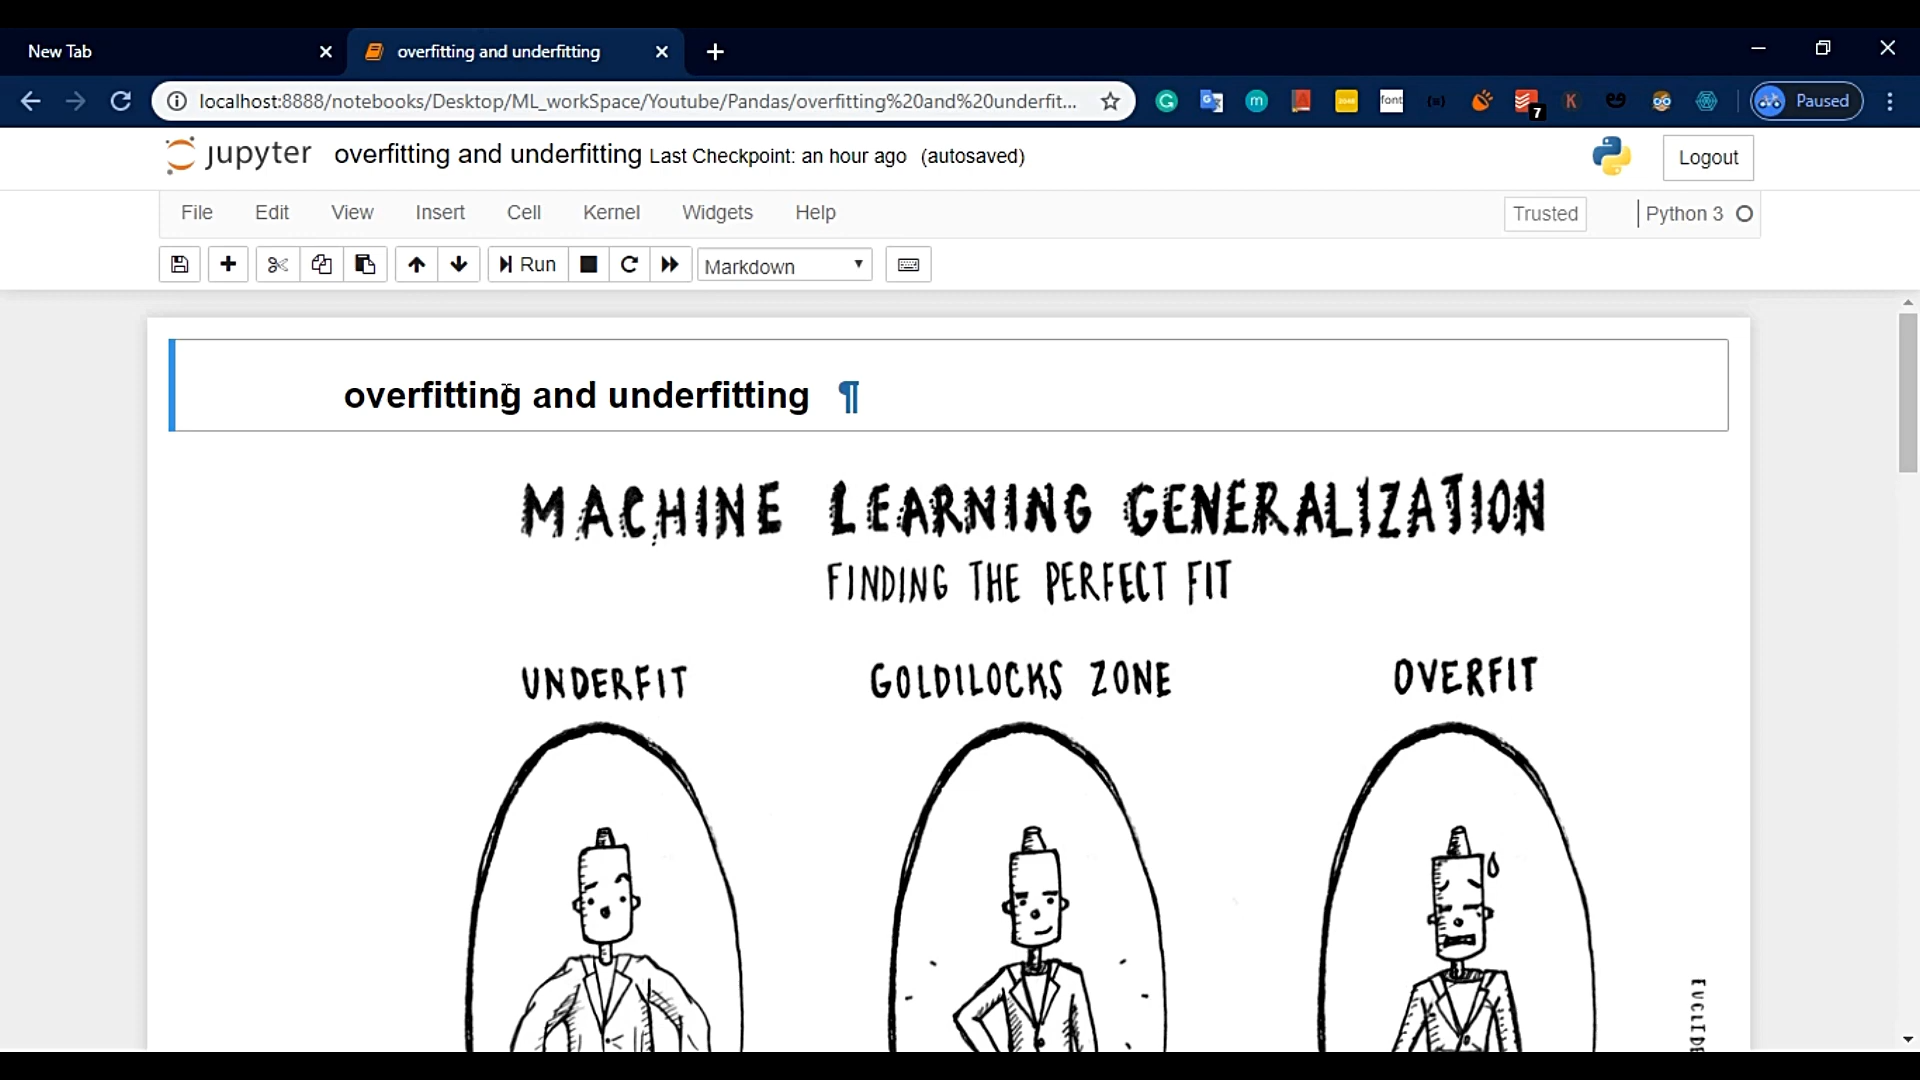 New Tab
overfitting and underfitting
localhost:8888/notebooks/Desktop/ML_workSpace/Youtube/Pandas/overfitting%20and%20underfit...
7
Paused
jupyter overfitting and underfitting Last Checkpoint: an hour ago (autosaved)
Logout
File Edit View Insert Cell Kernel Widgets Help
Trusted
Python 3
Run
Markdown
overfitting and underfitting ¶
MACHINE LEARNING GENERALIZATION
FINDING THE PERFECT FIT
UNDERFIT
GOLDILOCKS ZONE
OVERFIT